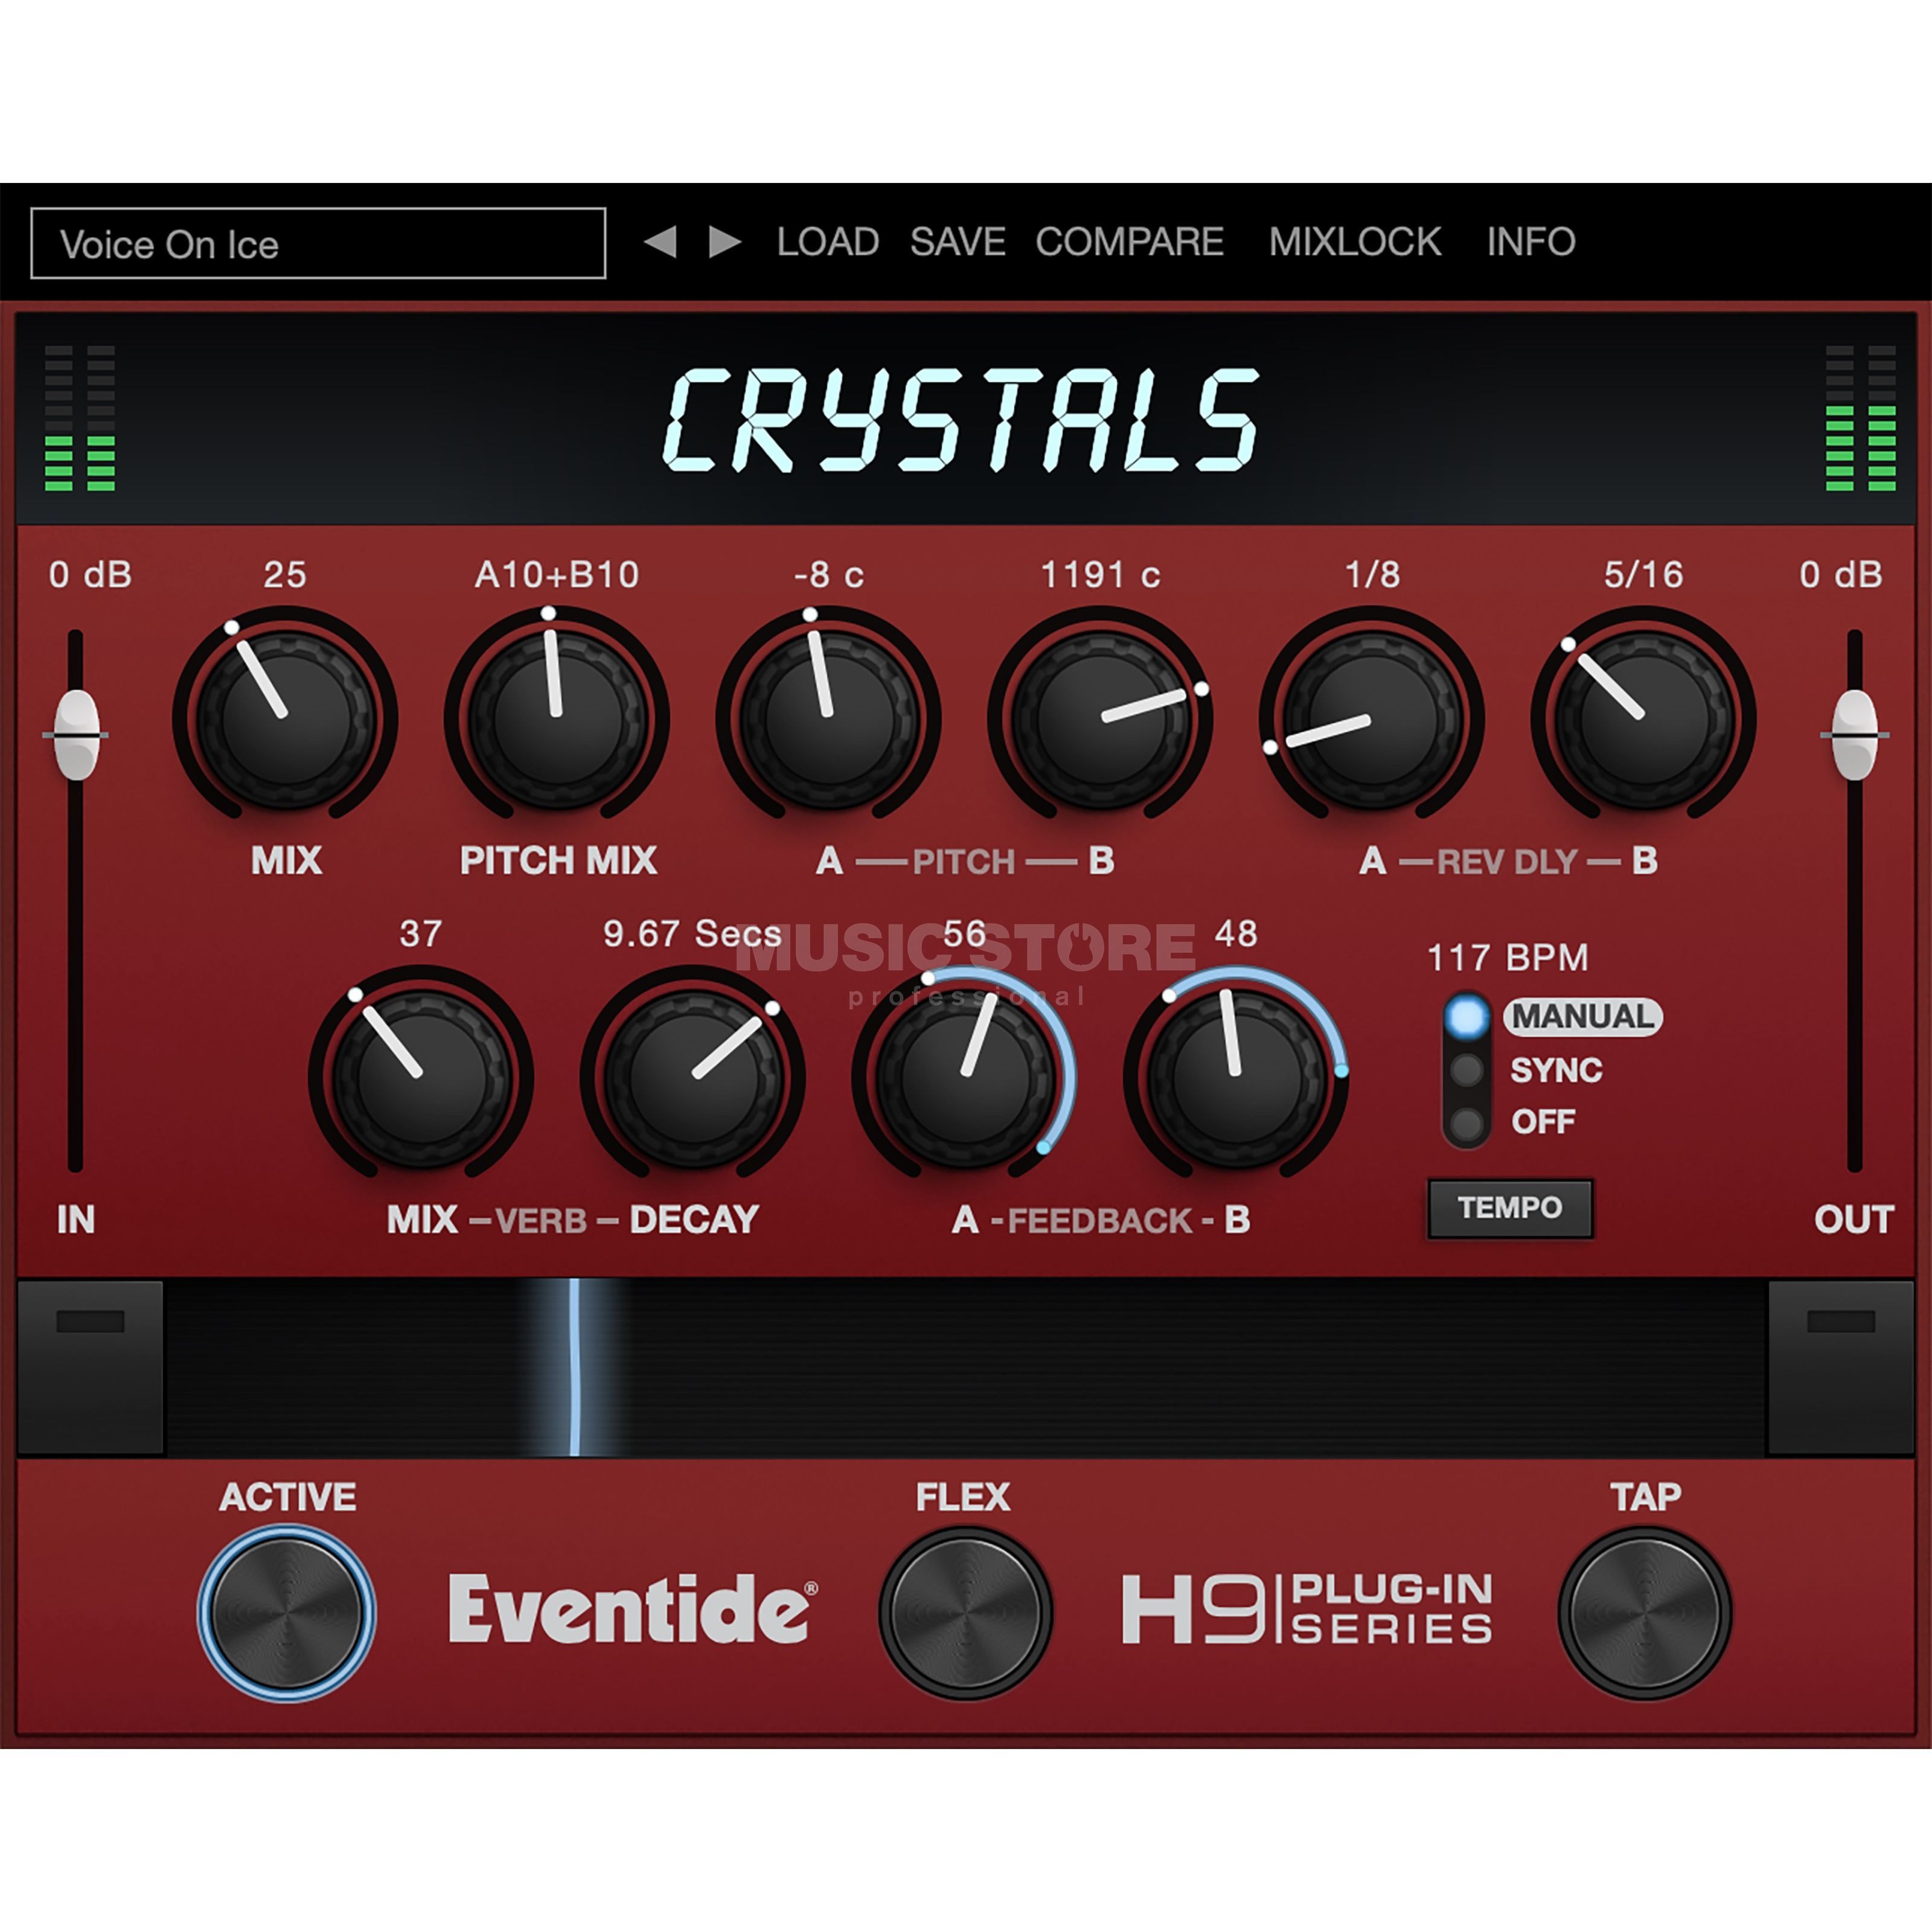 Voice On Ice
LOAD SAVE COMPARE MIXLOCK INFO
CRYSTALS
0 dB 25 A10+B10 -8 c 1191 c 1/8 5/16 0 dB
MIX PITCH MIX A PITCH B A REV DLY B
37 9.67 Secs 56 48
MUSIC STORE
professional
117 BPM
MANUAL
SYNC
OFF
TEMPO
IN MIX VERB DECAY A -FEEDBACK- B OUT
ACTIVE FLEX TAP
Eventide®
H9 PLUG-IN SERIES